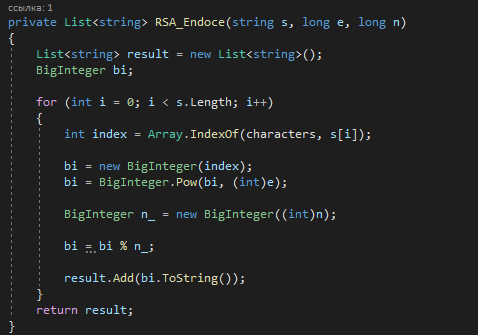 ссылка: 1
private List<string> RSA_Endoce(string s, long e, long n)
{
List<string> result = new List<string>();
BigInteger bi;
for (int i = 0; i < s.Length; i++)
{
int index = Array.IndexOf(characters, s[i]);
bi = new BigInteger(index);
bi = BigInteger.Pow(bi, (int)e);
BigInteger n_ = new BigInteger((int)n);
bi = bi % n_;
result.Add(bi.ToString());
}
return result;
}